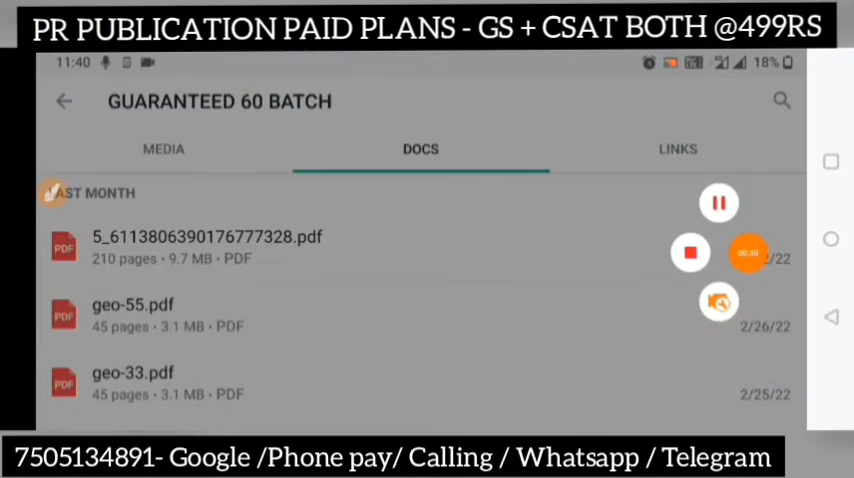 PR PUBLICATION PAID PLANS - GS + CSAT BOTH @499RS
11:40
18%
GUARANTEED 60 BATCH
MEDIA
DOCS
LINKS
LAST MONTH
5_6113806390176777328.pdf
210 pages • 9.7 MB • PDF
/22
geo-55.pdf
45 pages • 3.1 MB • PDF
2/26/22
geo-33.pdf
45 pages • 3.1 MB • PDF
2/25/22
7505134891- Google /Phone pay/ Calling / Whatsapp / Telegram